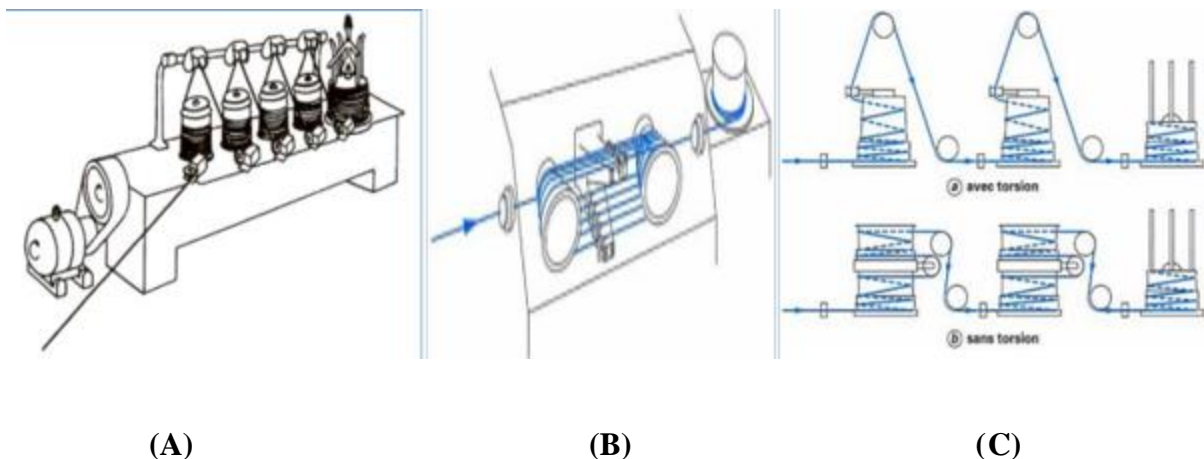 ⓐ avec torsion
ⓑ sans torsion
(A) (B) (C)